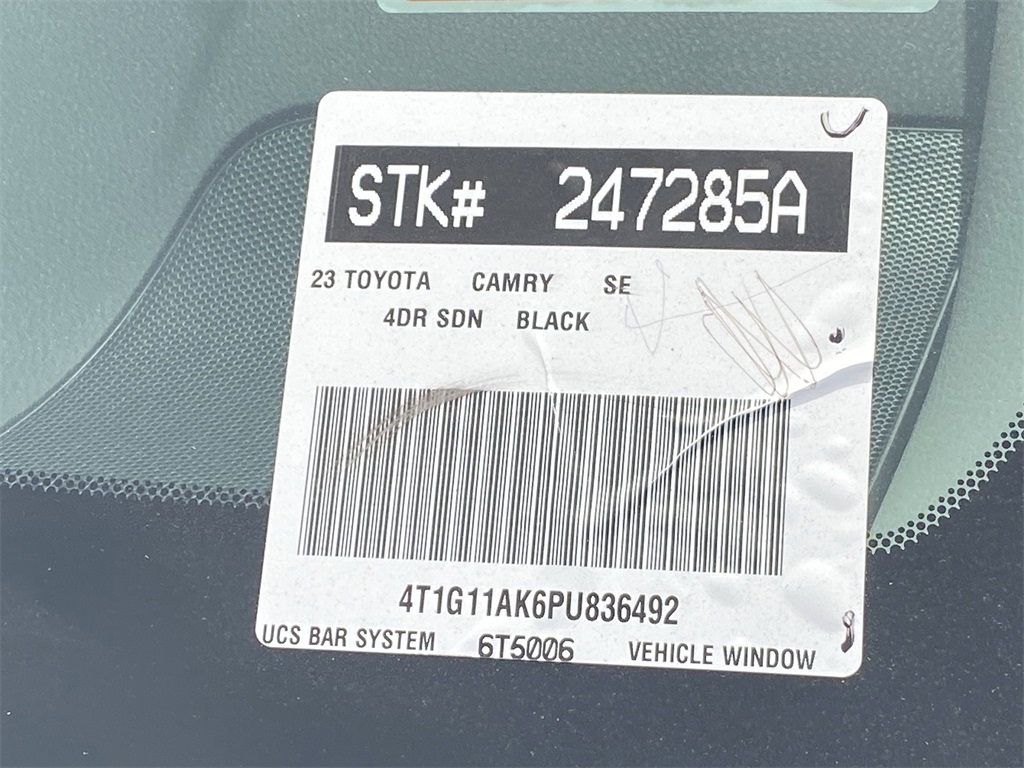 STK# 247285A
23 TOYOTA CAMRY SE
4DR SDN BLACK
4T1G11AK6PU836492
UCS BAR SYSTEM 6T5006 VEHICLE WINDOW